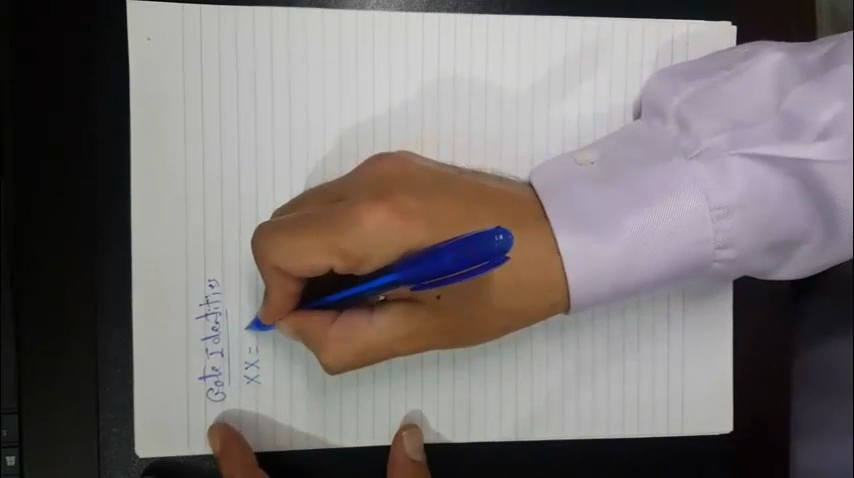 Gate Identities
XX =